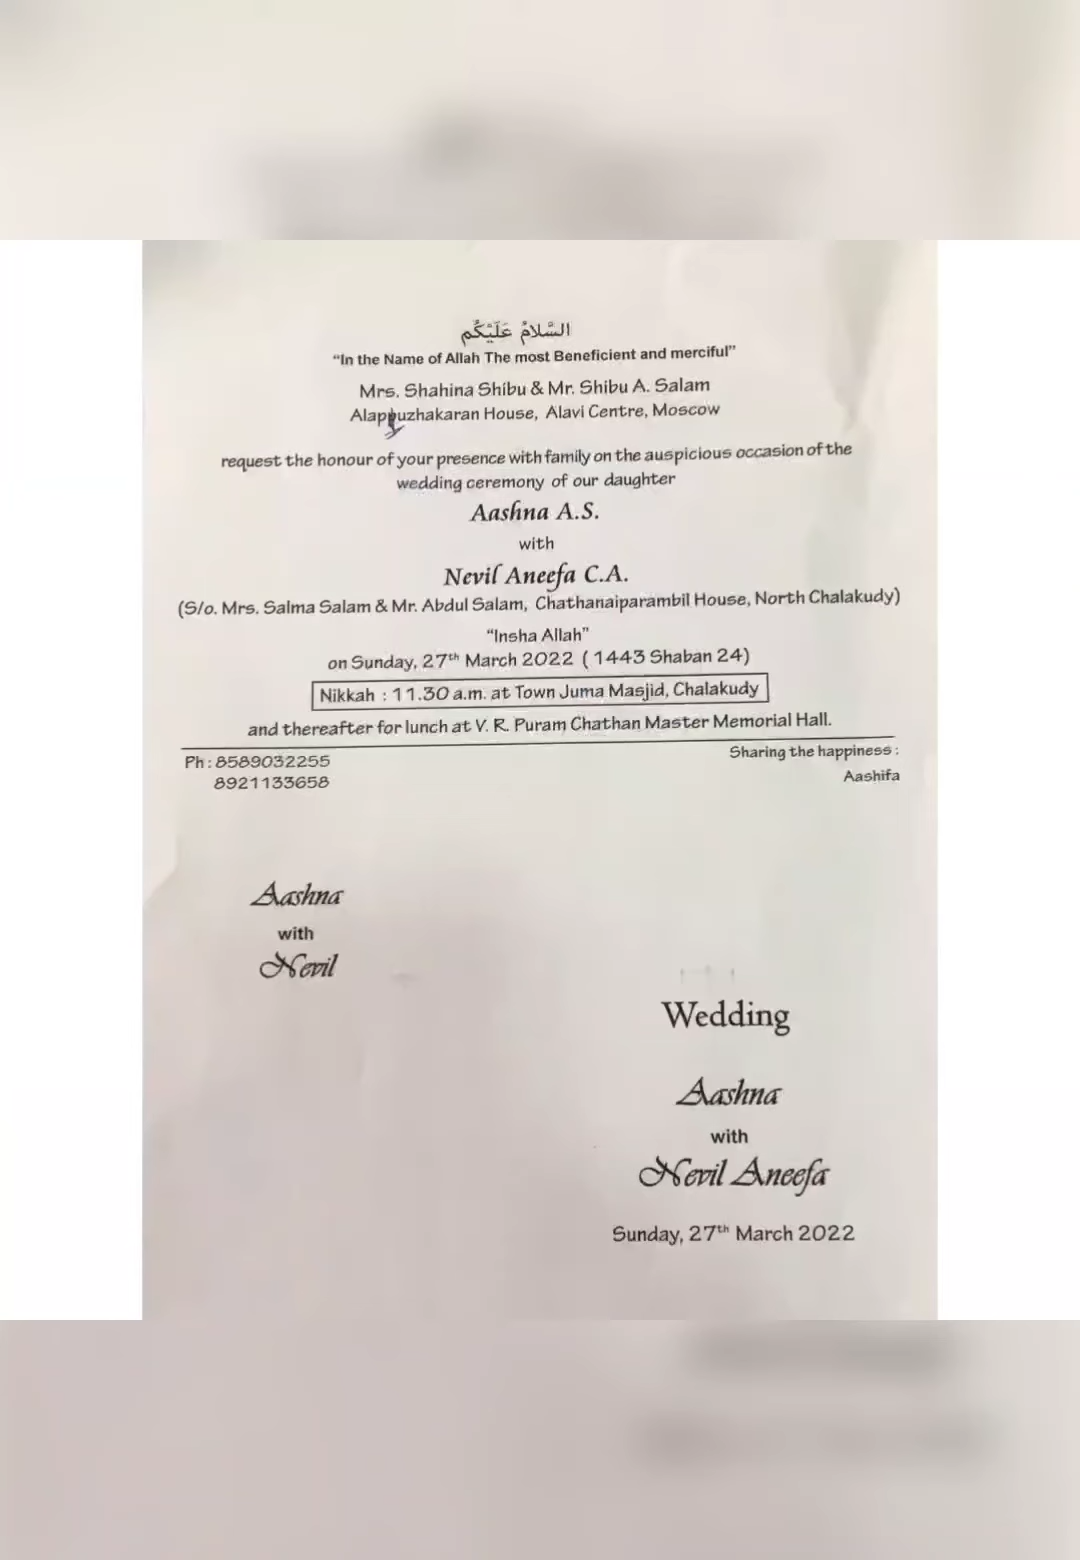 السَّلَامُ عَلَيْكُم
“In the Name of Allah The most Beneficient and merciful”
Mrs. Shahina Shibu & Mr. Shibu A. Salam
Alappuzhakaran House, Alavi Centre, Moscow
request the honour of your presence with family on the auspicious occasion of the
wedding ceremony of our daughter
Aashna A.S.
with
Nevil Aneefa C.A.
(S/o. Mrs. Salma Salam & Mr. Abdul Salam, Chathanaiparambil House, North Chalakudy)
“Insha Allah”
on Sunday, 27th March 2022 ( 1443 Shaban 24)
Nikkah : 11.30 a.m. at Town Juma Masjid, Chalakudy
and thereafter for lunch at V. R. Puram Chathan Master Memorial Hall.
Ph : 8589032255
8921133658
Sharing the happiness :
Aashifa
Aashna
with
Nevil
Wedding
Aashna
with
Nevil Aneefa
Sunday, 27th March 2022